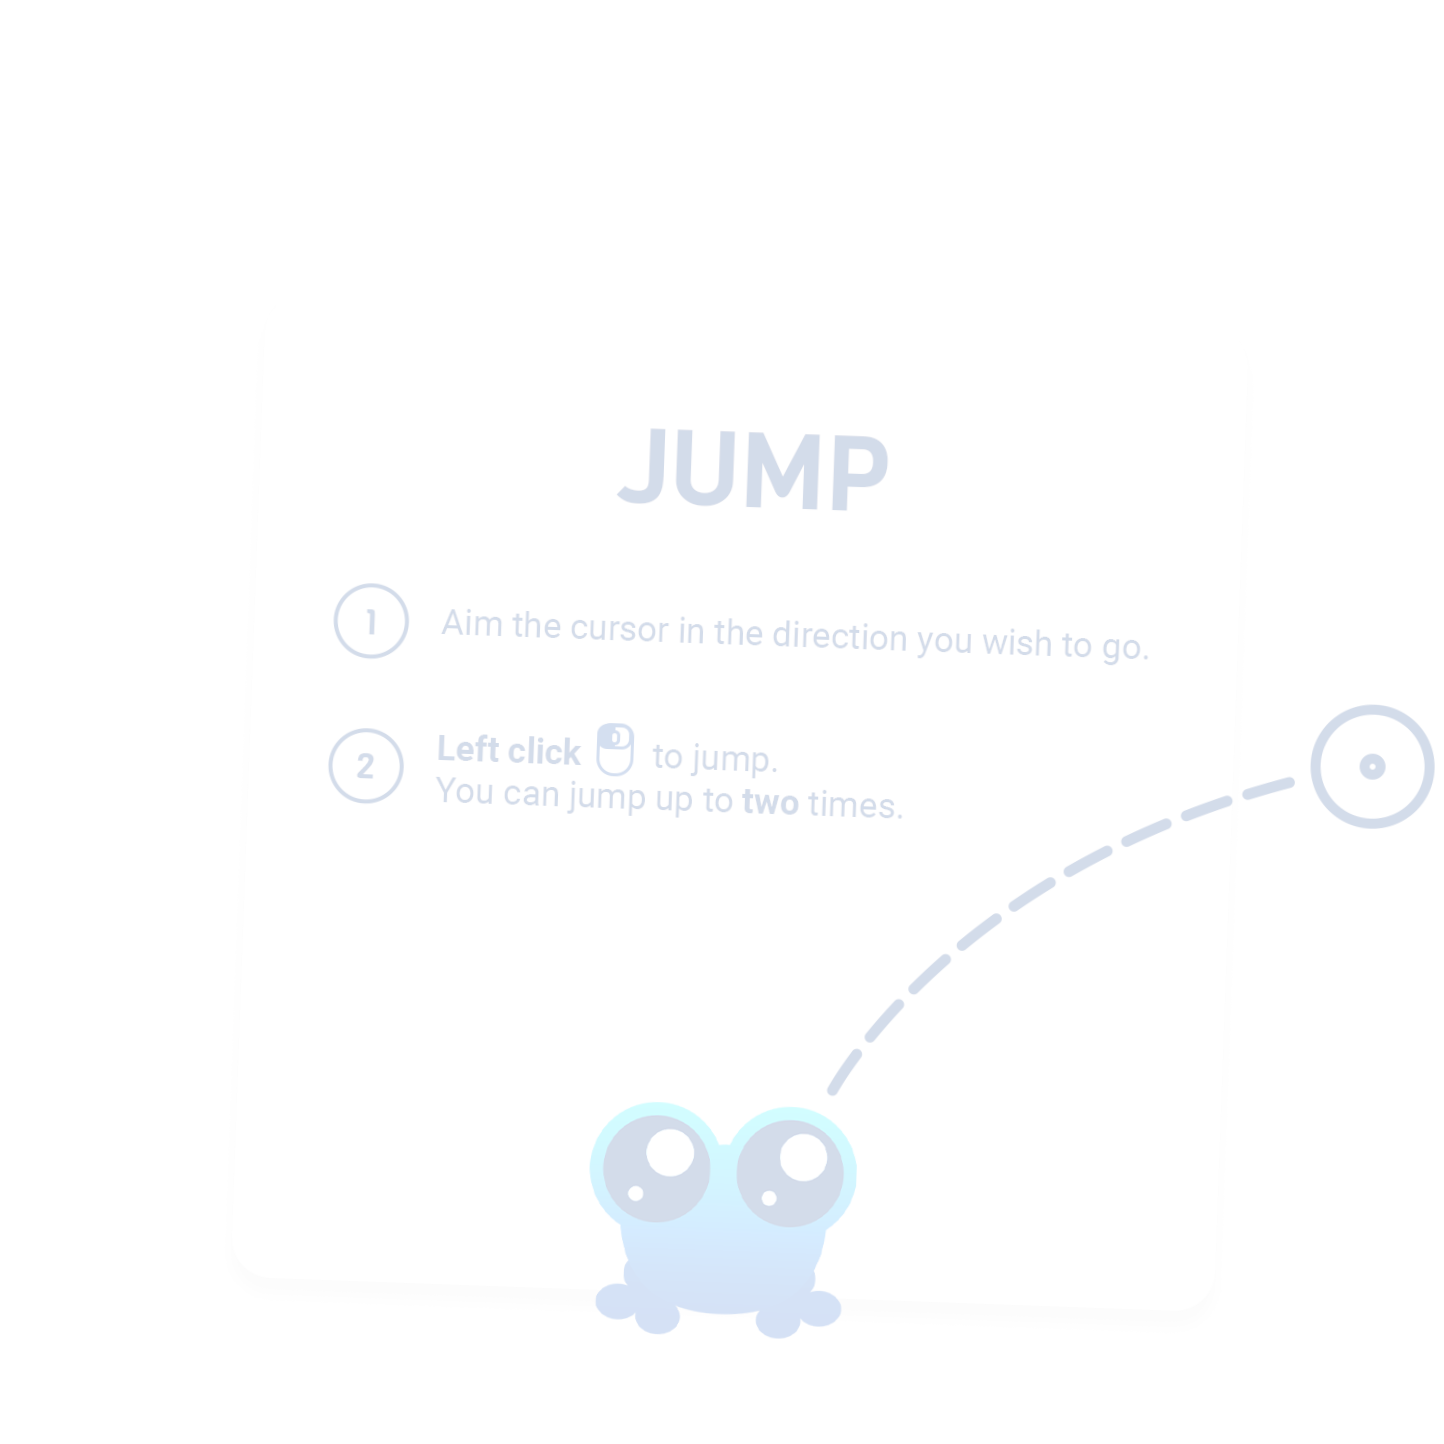 JUMP
1 Aim the cursor in the direction you wish to go.
2 Left click to jump.
You can jump up to two times.